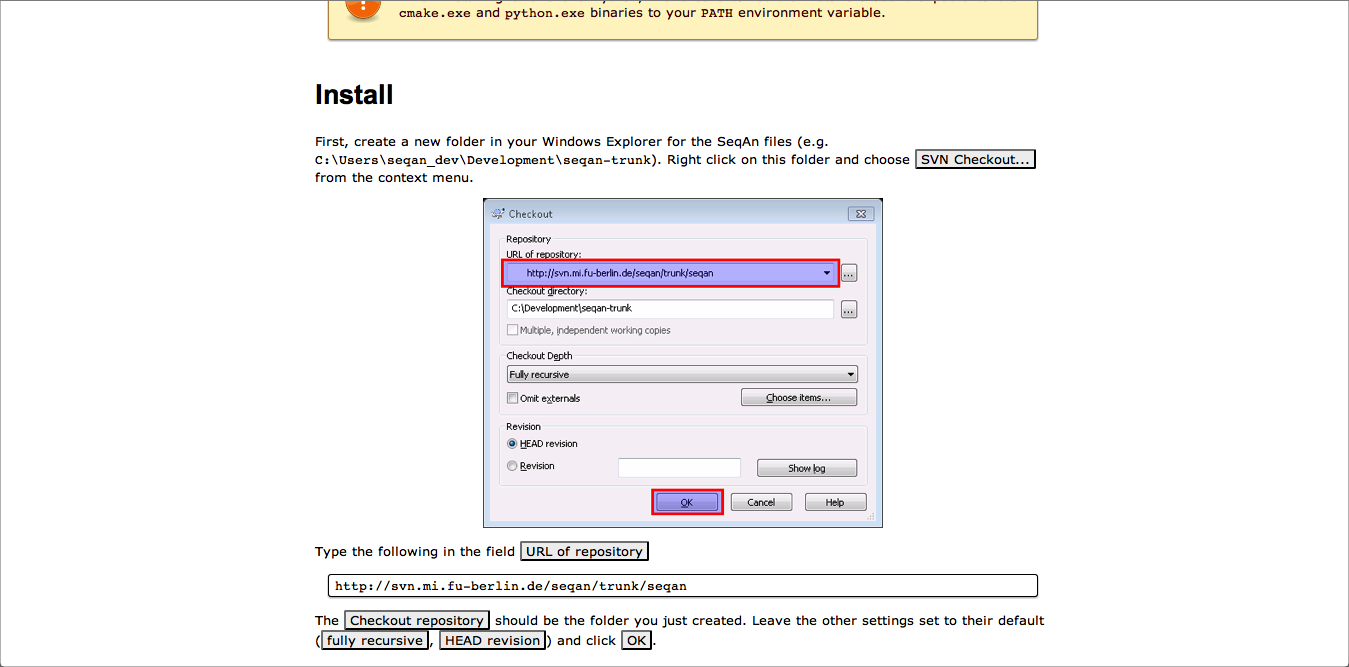 cmake.exe and python.exe binaries to your PATH environment variable.
Install
First, create a new folder in your Windows Explorer for the SeqAn files (e.g.
C:\Users\seqan_dev\Development\seqan-trunk). Right click on this folder and choose SVN Checkout...
from the context menu.
Checkout
Repository
URL of repository:
http://svn.mi.fu-berlin.de/seqan/trunk/seqan
...
Checkout directory:
C:\Development\seqan-trunk
...
Multiple, independent working copies
Checkout Depth
Fully recursive
Omit externals
Choose items...
Revision
HEAD revision
Revision
Show log
OK
Cancel
Help
Type the following in the field URL of repository
http://svn.mi.fu-berlin.de/seqan/trunk/seqan
The Checkout repository should be the folder you just created. Leave the other settings set to their default
(fully recursive, HEAD revision) and click OK.